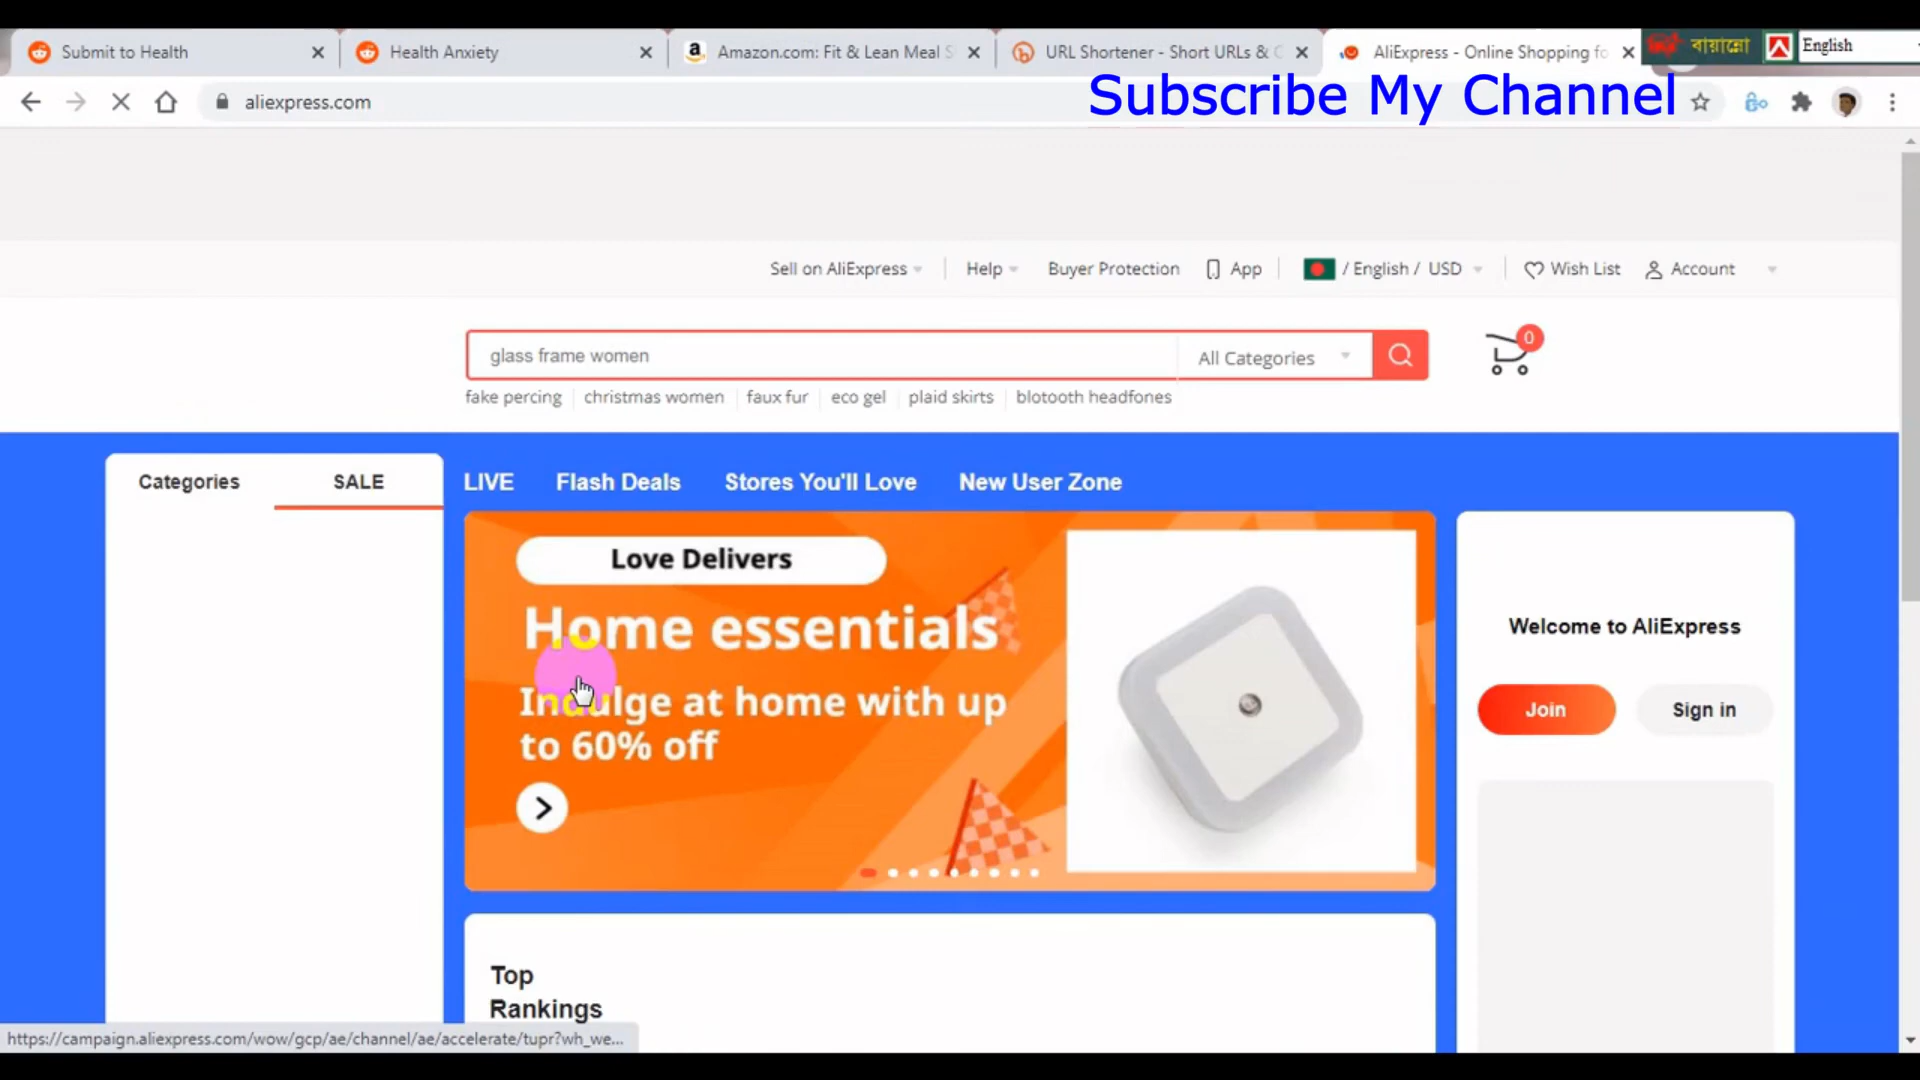 Submit to Health
Health Anxiety
Amazon.com: Fit & Lean Meal S
URL Shortener - Short URLs & C
AliExpress - Online Shopping fo
বায়ান্নো
English
aliexpress.com
Subscribe My Channel
Sell on AliExpress
Help
Buyer Protection
App
/ English / USD
Wish List
Account
glass frame women
All Categories
0
fake percing
christmas women
faux fur
eco gel
plaid skirts
blotooth headfones
Categories
SALE
LIVE
Flash Deals
Stores You'll Love
New User Zone
Love Delivers
Home essentials
Indulge at home with up
to 60% off
Welcome to AliExpress
Join
Sign in
Top
Rankings
https://campaign.aliexpress.com/wow/gcp/ae/channel/ae/accelerate/tupr?wh_we...